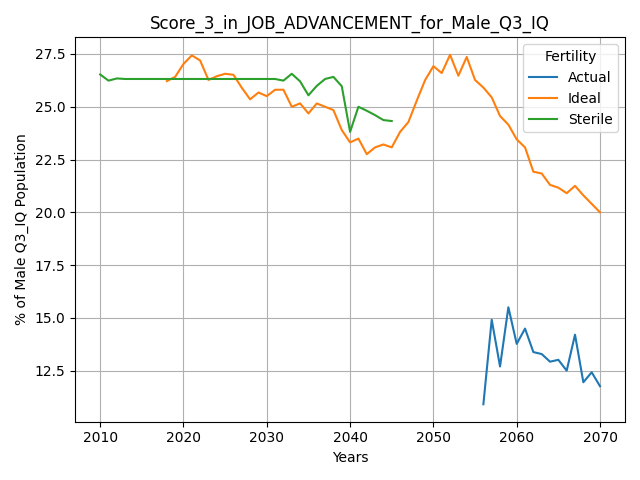 Score_3_in_JOB_ADVANCEMENT_for_Male_Q3_IQ
% of Male Q3_IQ Population
27.5
25.0
22.5
20.0
17.5
15.0
12.5
Fertility
Actual
Ideal
Sterile
2010 2020 2030 2040 2050 2060 2070
Years